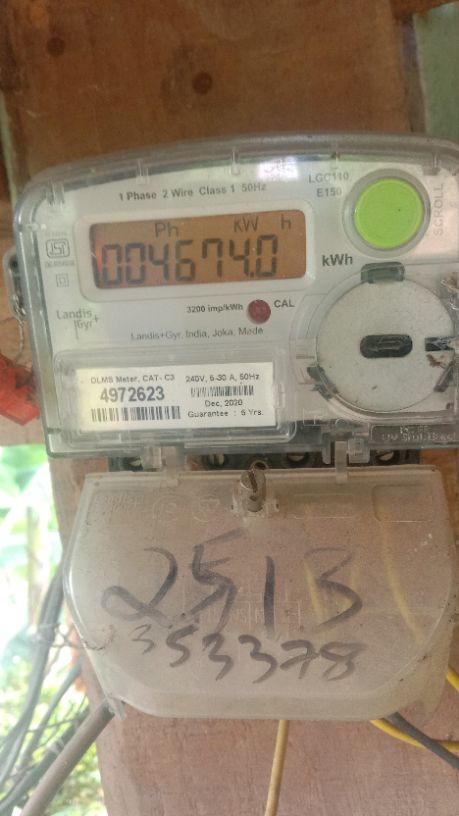 LGC110
E150
1 Phase 2 Wire Class 1 50Hz
SCROLL
Ph kW h
004674.0
kWh
ISI
3200 imp/kWh CAL
Landis
Gyr+
Landis+Gyr, India, Joka, Made
DLMS Meter, CAT- C3 240V, 5-30 A, 50Hz
4972623
Dec, 2020
Guarantee : 5 Yrs.
2513
353378